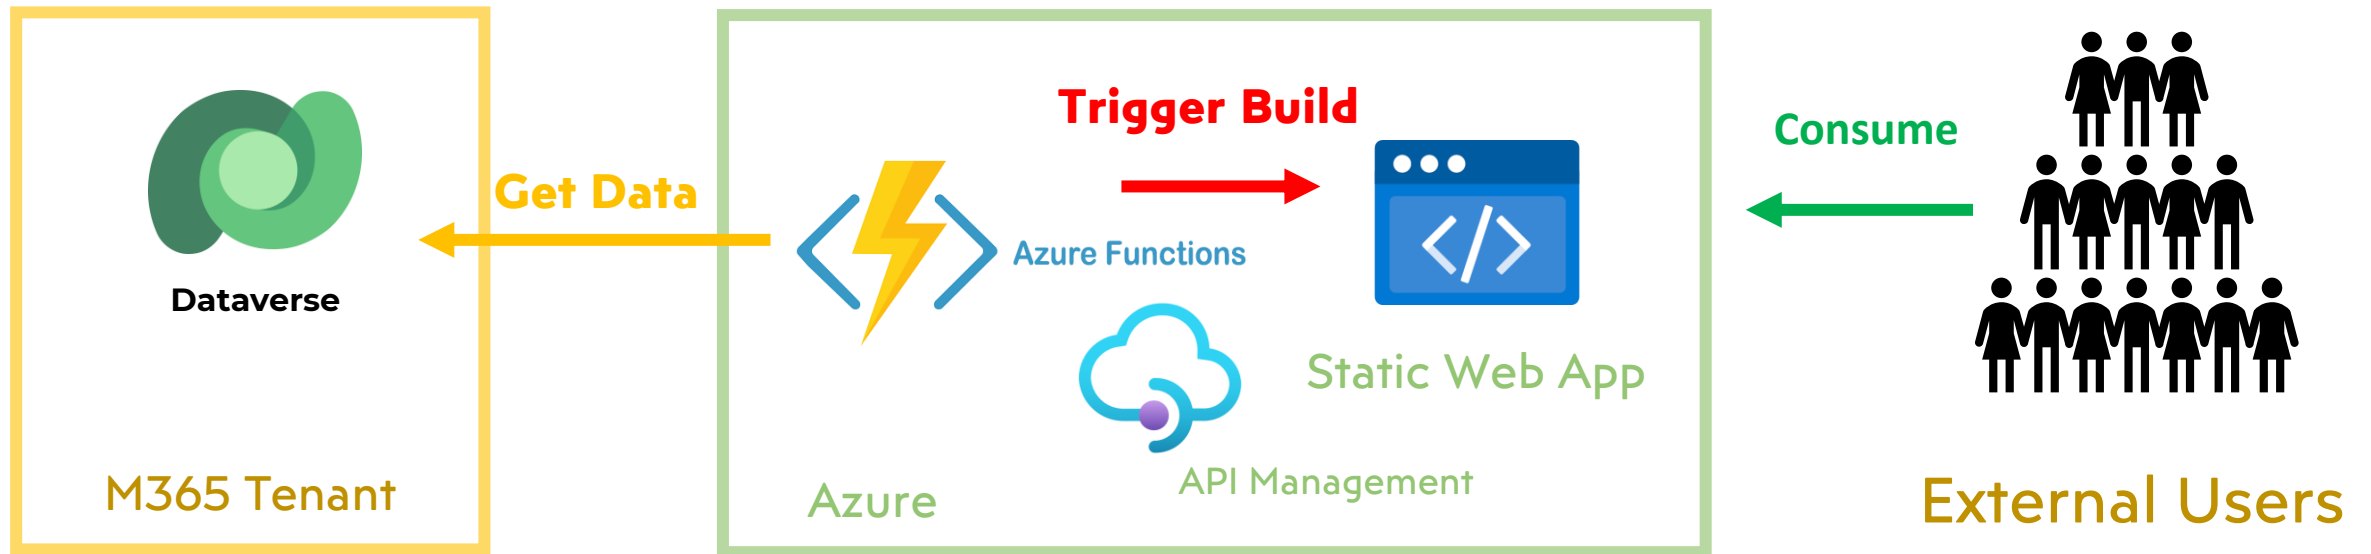 Dataverse
M365 Tenant
Get Data
Trigger Build
Azure Functions
Static Web App
API Management
Azure
Consume
External Users